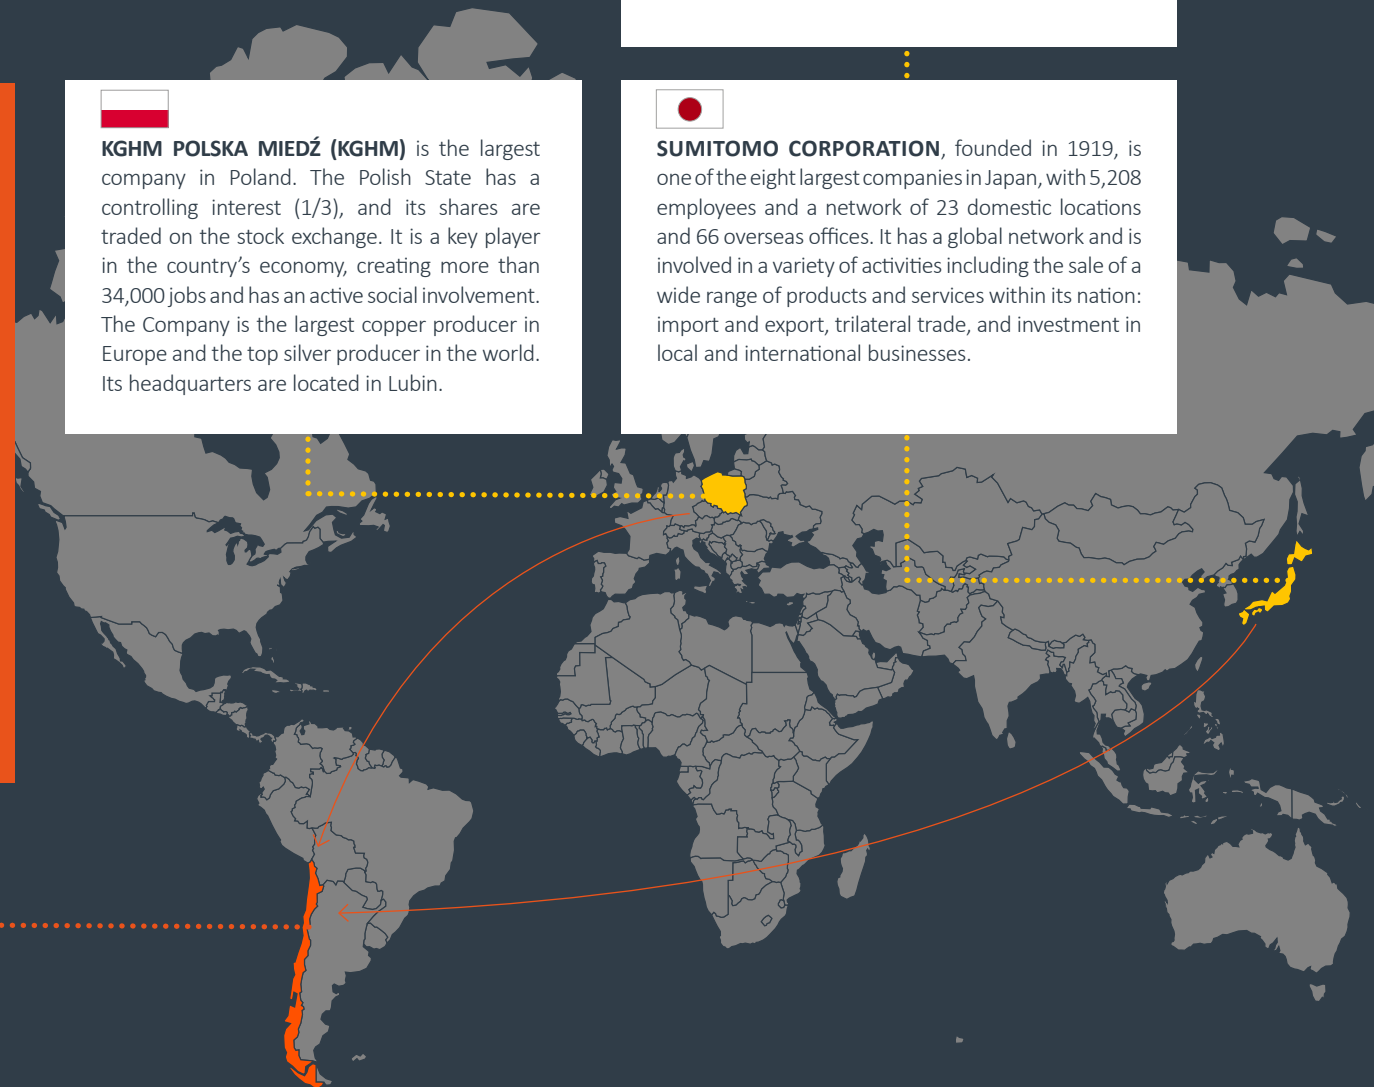 KGHM POLSKA MIEDŹ (KGHM) is the largest
company in Poland. The Polish State has a
controlling interest (1/3), and its shares are
traded on the stock exchange. It is a key player
in the country’s economy, creating more than
34,000 jobs and has an active social involvement.
The Company is the largest copper producer in
Europe and the top silver producer in the world.
Its headquarters are located in Lubin.
SUMITOMO CORPORATION, founded in 1919, is
one of the eight largest companies in Japan, with 5,208
employees and a network of 23 domestic locations
and 66 overseas offices. It has a global network and is
involved in a variety of activities including the sale of a
wide range of products and services within its nation:
import and export, trilateral trade, and investment in
local and international businesses.